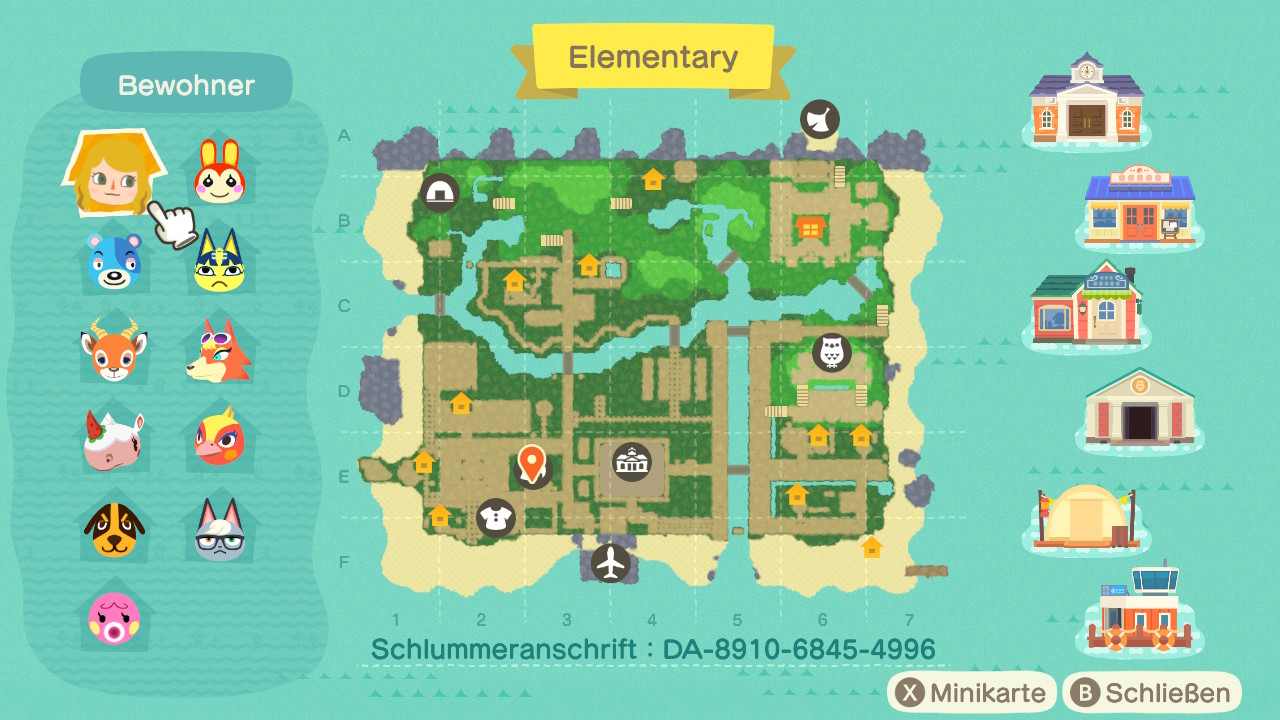 Elementary
Bewohner
A
B
C
D
E
F
1 2 3 4 5 6 7
Schlummeranschrift : DA-8910-6845-4996
X Minikarte B Schließen